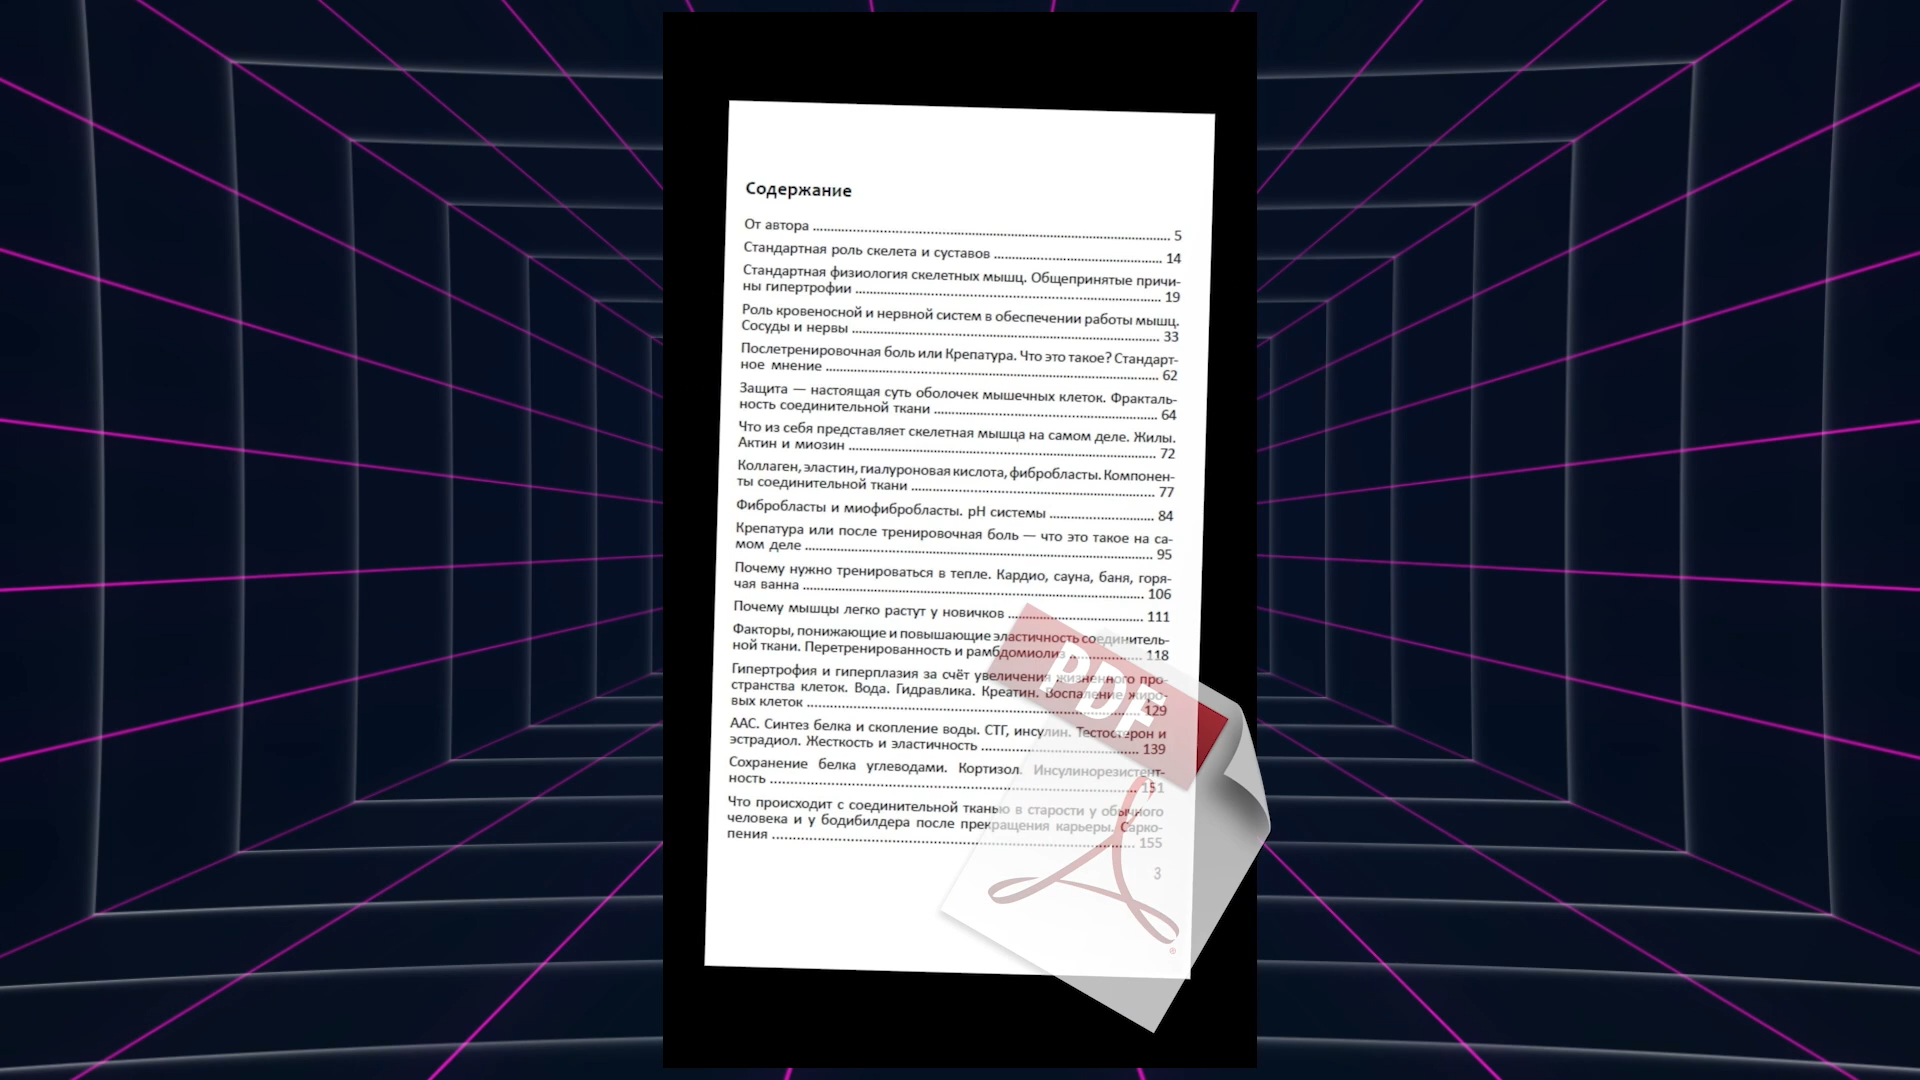 Содержание
От автора ........ 5
Стандартная роль скелета и суставов ........ 14
Стандартная физиология скелетных мышц. Общепринятые причи-
ны гипертрофии ........ 19
Роль кровеносной и нервной систем в обеспечении работы мышц.
Сосуды и нервы ........ 33
Послетренировочная боль или Крепатура. Что это такое? Стандарт-
ное мнение ........ 62
Защита — настоящая суть оболочек мышечных клеток. Фракталь-
ность соединительной ткани ........ 64
Что из себя представляет скелетная мышца на самом деле. Жилы.
Актин и миозин ........ 72
Коллаген, эластин, гиалуроновая кислота, фибробласты. Компонен-
ты соединительной ткани ........ 77
Фибробласты и миофибробласты. pH системы ........ 84
Крепатура или после тренировочная боль — что это такое на са-
мом деле ........ 95
Почему нужно тренироваться в тепле. Кардио, сауна, баня, горя-
чая ванна ........ 106
Почему мышцы легко растут у новичков ........ 111
Факторы, понижающие и повышающие эластичность соединитель-
ной ткани. Перетренированность и рамбдомиолиз ........ 118
Гипертрофия и гиперплазия за счёт увеличения жизненного про-
странства клеток. Вода. Гидравлика. Креатин. Воспаление жиро-
вых клеток ........ 129
ААС. Синтез белка и скопление воды. СТГ, инсулин. Тестостерон и
эстрадиол. Жесткость и эластичность ........ 139
Сохранение белка углеводами. Кортизол. Инсулинорезистент-
ность ........ 151
Что происходит с соединительной тканью в старости у обычного
человека и у бодибилдера после прекращения карьеры. Сарко-
пения ........ 155
3
PDF